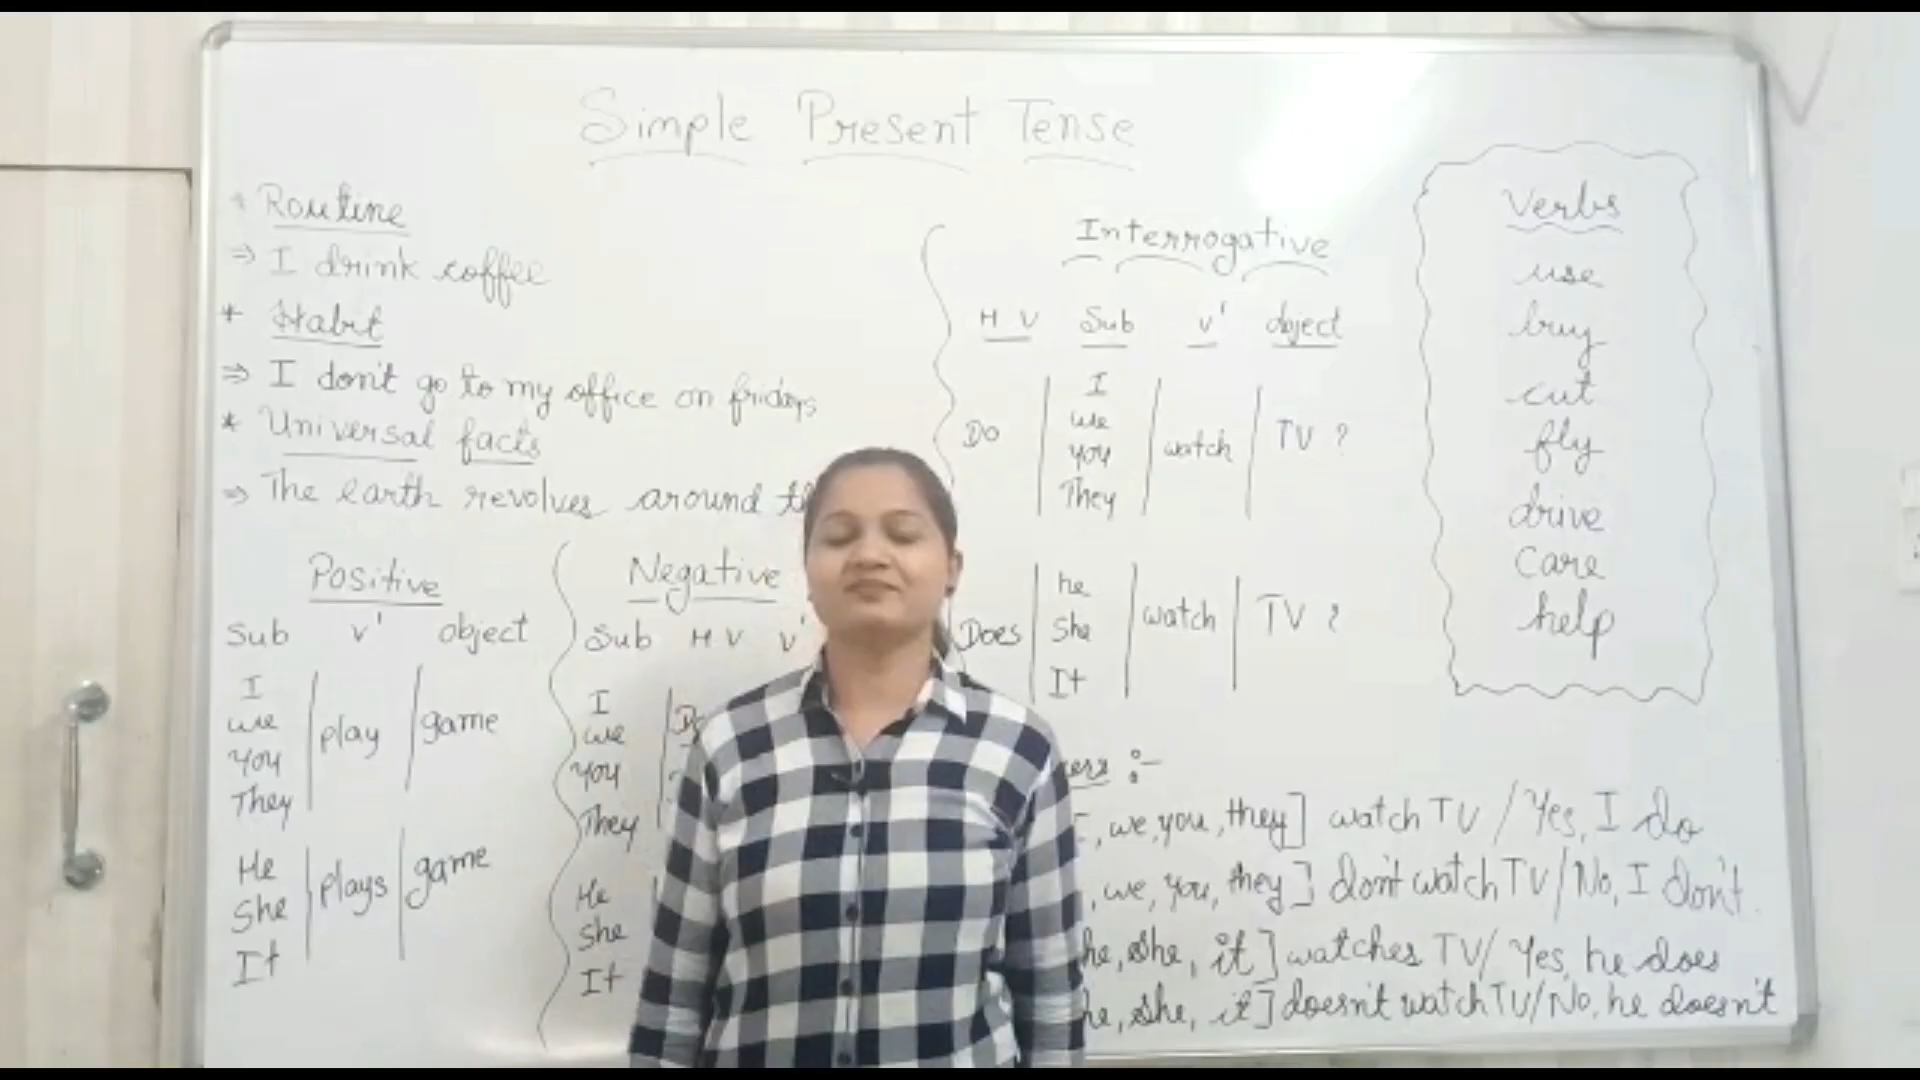 Simple Present Tense
* Routine
⇒ I drink coffee
* Habit
⇒ I don't go to my office on fridays
* Universal facts
⇒ The earth revolves around
Positive
Sub v' object
I
we
You
They
play
game
He
She
It
plays
game
Negative
Sub H V v'
I
we
You
They
He
She
It
Interrogative
H V Sub v' object
Do
I
we
you
They
watch
TV ?
Does
he
She
It
watch
TV ?
:-
, we, you, they] watch TV / Yes, I do
, we, you, they] don't watch TV / No, I don't.
he, she, it] watches TV / Yes, he does
he, she, it] doesn't watch TV / No, he doesn't
Verbs
use
buy
cut
fly
drive
care
help